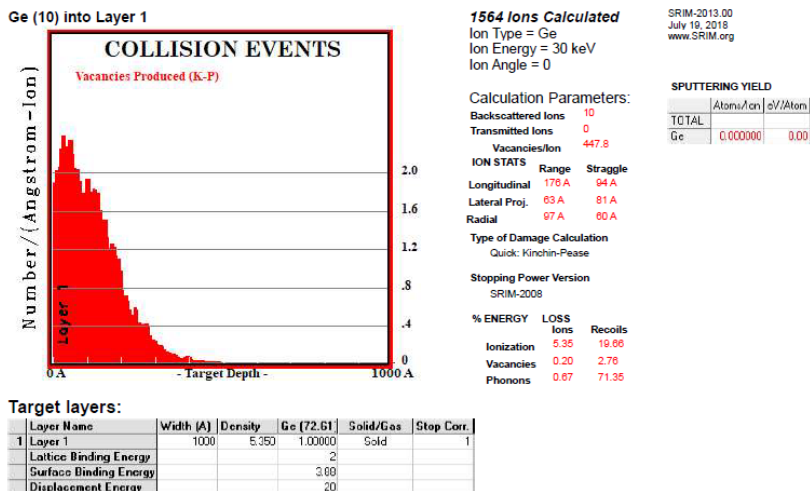 Ge (10) into Layer 1
COLLISION EVENTS
Vacancies Produced (K-P)
Number/(Angstrom-Ion)
2.0
1.6
1.2
.8
.4
0
Layer 1
0 A - Target Depth - 1000 A
1564 Ions Calculated
Ion Type = Ge
Ion Energy = 30 keV
Ion Angle = 0
Calculation Parameters:
Backscattered Ions 10
Transmitted Ions 0
Vacancies/Ion 447.8
ION STATS Range Straggle
Longitudinal 176 A 94 A
Lateral Proj. 63 A 81 A
Radial 97 A 60 A
Type of Damage Calculation
Quick: Kinchin-Pease
Stopping Power Version
SRIM-2008
% ENERGY LOSS
Ions Recoils
Ionization 5.35 19.66
Vacancies 0.20 2.76
Phonons 0.67 71.35
SRIM-2013.00
July 19, 2018
www.SRIM.org
SPUTTERING YIELD
Atoms/Ion eV/Atom
TOTAL
Ge 0.000000 0.00
Target layers:
Layer Name Width (A) Density Ge (72.61) Solid/Gas Stop Corr.
1 Layer 1 1000 5.350 1.00000 Solid 1
Lattice Binding Energy 2
Surface Binding Energy 3.88
Displacement Energy 20